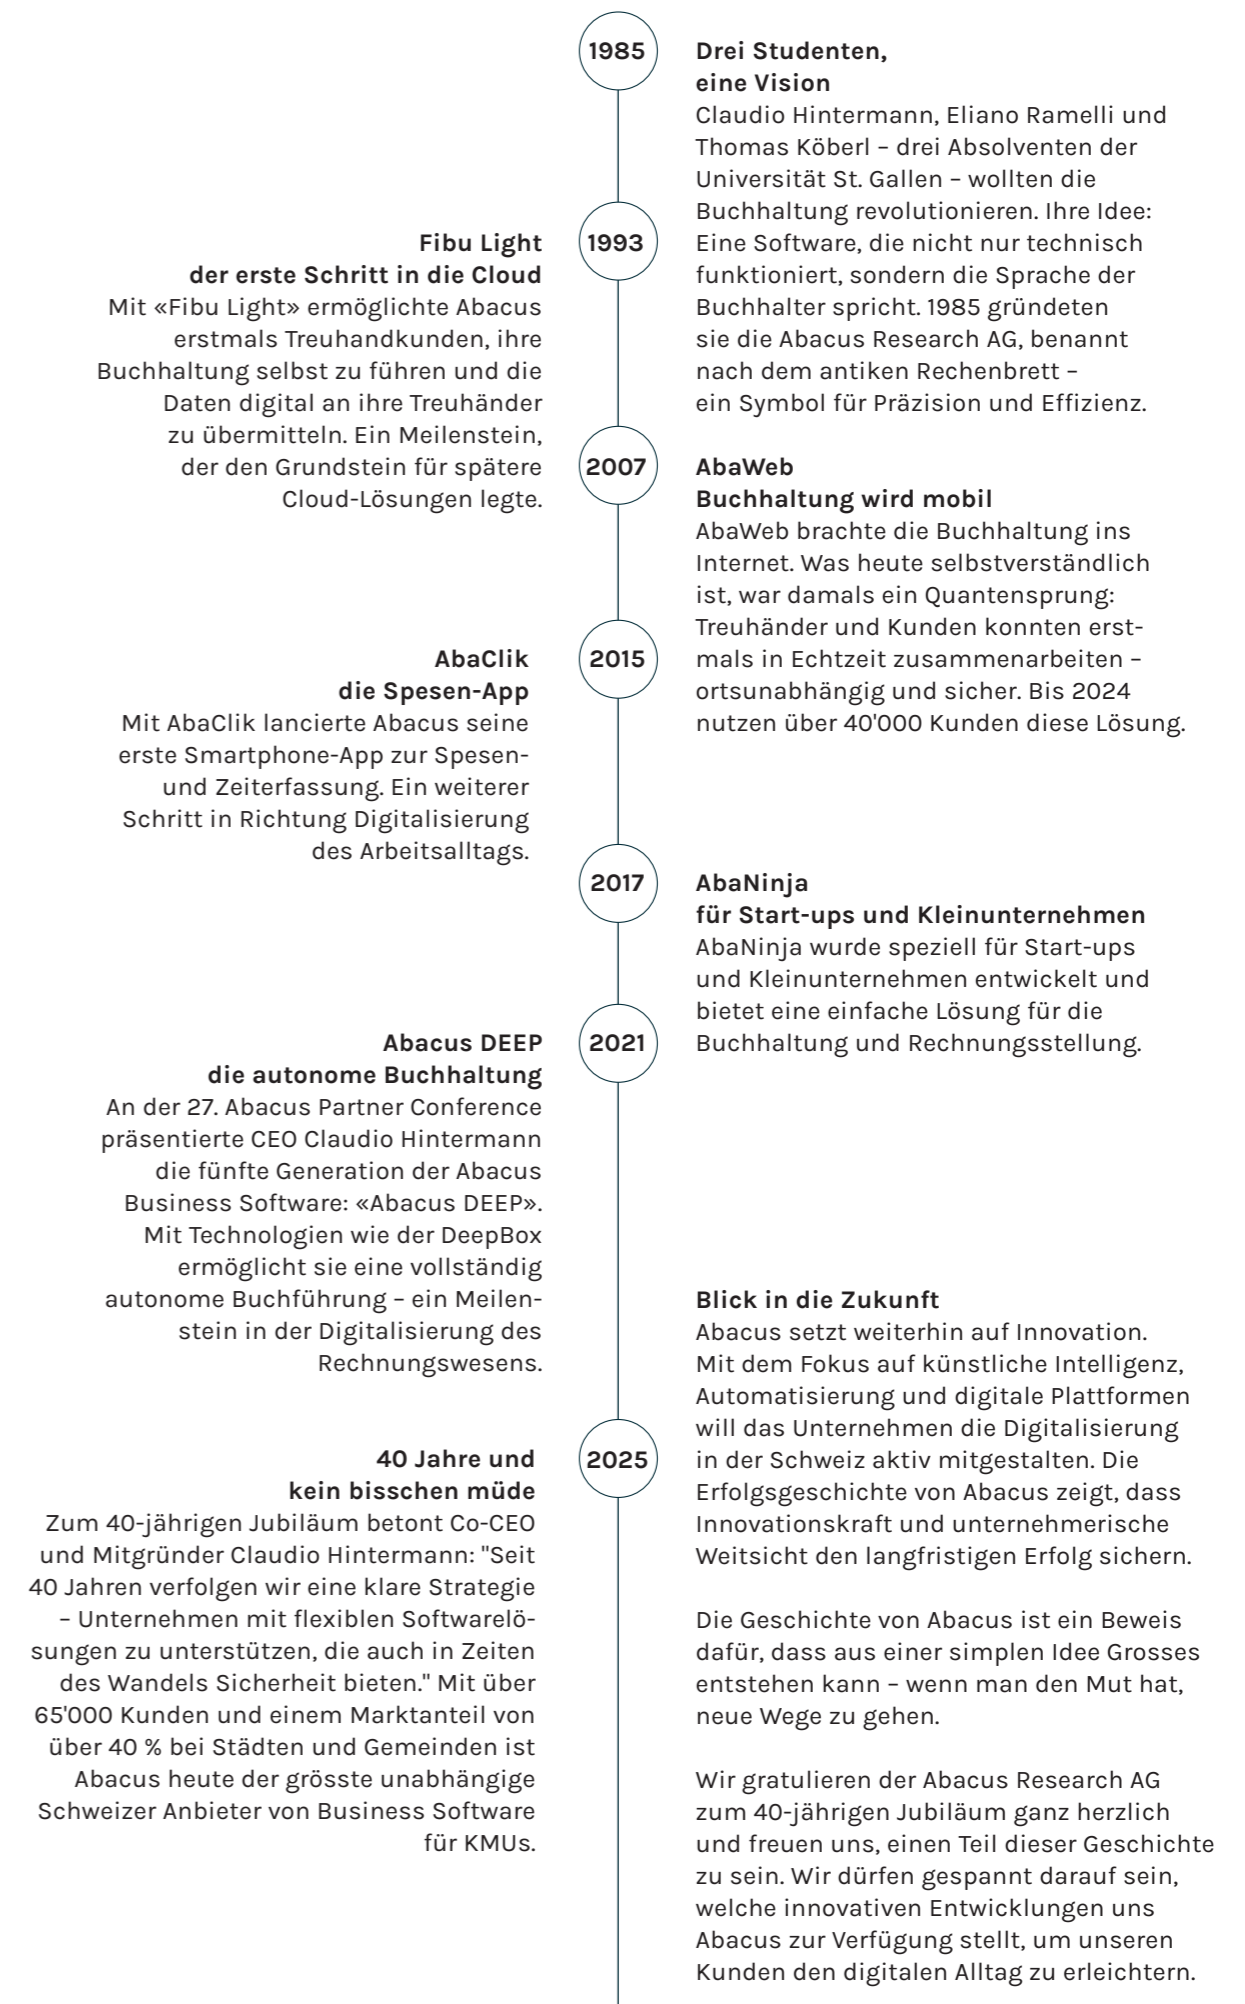 1985
Drei Studenten,
eine Vision
Claudio Hintermann, Eliano Ramelli und
Thomas Köberl – drei Absolventen der
Universität St. Gallen – wollten die
Buchhaltung revolutionieren. Ihre Idee:
Eine Software, die nicht nur technisch
funktioniert, sondern die Sprache der
Buchhalter spricht. 1985 gründeten
sie die Abacus Research AG, benannt
nach dem antiken Rechenbrett –
ein Symbol für Präzision und Effizienz.
1993
Fibu Light
der erste Schritt in die Cloud
Mit «Fibu Light» ermöglichte Abacus
erstmals Treuhandkunden, ihre
Buchhaltung selbst zu führen und die
Daten digital an ihre Treuhänder
zu übermitteln. Ein Meilenstein,
der den Grundstein für spätere
Cloud-Lösungen legte.
2007
AbaWeb
Buchhaltung wird mobil
AbaWeb brachte die Buchhaltung ins
Internet. Was heute selbstverständlich
ist, war damals ein Quantensprung:
Treuhänder und Kunden konnten erst-
mals in Echtzeit zusammenarbeiten –
ortsunabhängig und sicher. Bis 2024
nutzen über 40'000 Kunden diese Lösung.
2015
AbaClik
die Spesen-App
Mit AbaClik lancierte Abacus seine
erste Smartphone-App zur Spesen-
und Zeiterfassung. Ein weiterer
Schritt in Richtung Digitalisierung
des Arbeitsalltags.
2017
AbaNinja
für Start-ups und Kleinunternehmen
AbaNinja wurde speziell für Start-ups
und Kleinunternehmen entwickelt und
bietet eine einfache Lösung für die
Buchhaltung und Rechnungsstellung.
2021
Abacus DEEP
die autonome Buchhaltung
An der 27. Abacus Partner Conference
präsentierte CEO Claudio Hintermann
die fünfte Generation der Abacus
Business Software: «Abacus DEEP».
Mit Technologien wie der DeepBox
ermöglicht sie eine vollständig
autonome Buchführung – ein Meilen-
stein in der Digitalisierung des
Rechnungswesens.
2025
40 Jahre und
kein bisschen müde
Zum 40-jährigen Jubiläum betont Co-CEO
und Mitgründer Claudio Hintermann: "Seit
40 Jahren verfolgen wir eine klare Strategie
– Unternehmen mit flexiblen Softwarelö-
sungen zu unterstützen, die auch in Zeiten
des Wandels Sicherheit bieten." Mit über
65'000 Kunden und einem Marktanteil von
über 40 % bei Städten und Gemeinden ist
Abacus heute der grösste unabhängige
Schweizer Anbieter von Business Software
für KMUs.
Blick in die Zukunft
Abacus setzt weiterhin auf Innovation.
Mit dem Fokus auf künstliche Intelligenz,
Automatisierung und digitale Plattformen
will das Unternehmen die Digitalisierung
in der Schweiz aktiv mitgestalten. Die
Erfolgsgeschichte von Abacus zeigt, dass
Innovationskraft und unternehmerische
Weitsicht den langfristigen Erfolg sichern.
Die Geschichte von Abacus ist ein Beweis
dafür, dass aus einer simplen Idee Grosses
entstehen kann – wenn man den Mut hat,
neue Wege zu gehen.
Wir gratulieren der Abacus Research AG
zum 40-jährigen Jubiläum ganz herzlich
und freuen uns, einen Teil dieser Geschichte
zu sein. Wir dürfen gespannt darauf sein,
welche innovativen Entwicklungen uns
Abacus zur Verfügung stellt, um unseren
Kunden den digitalen Alltag zu erleichtern.